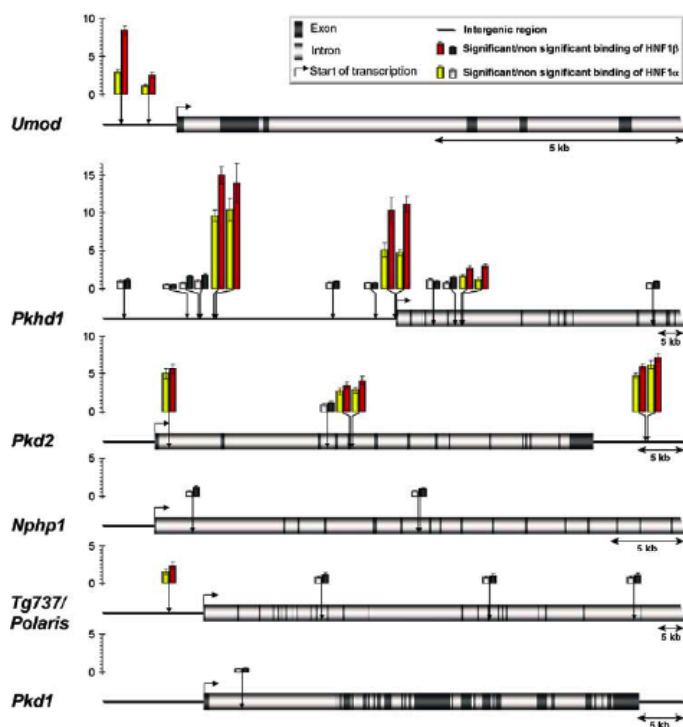 Exon
Intron
Start of transcription
Intergenic region
Significant/non significant binding of HNF1β
Significant/non significant binding of HNF1α
10
5
0
Umod
5 kb
15
10
5
0
Pkhd1
5 kb
10
5
0
Pkd2
5 kb
5
0
Nphp1
5 kb
5
0
Tg737/
Polaris
5 kb
5
0
Pkd1
5 kb